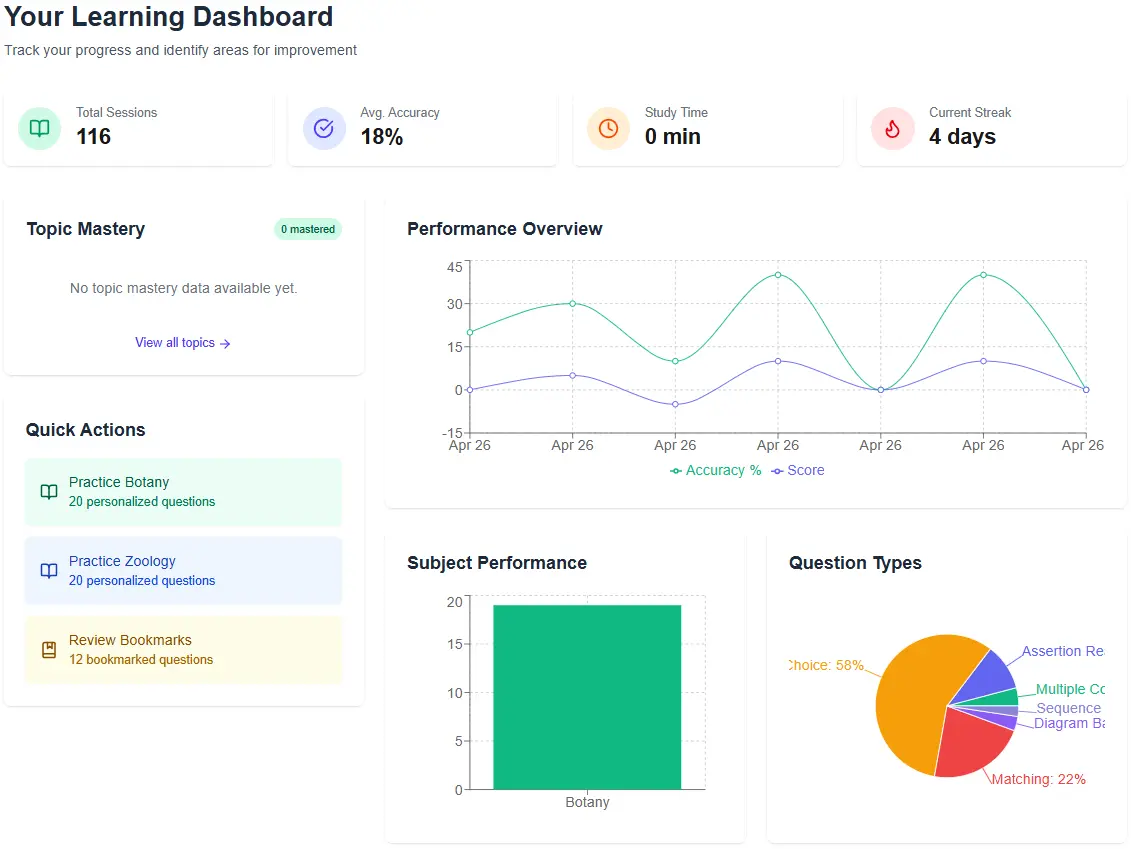 Your Learning Dashboard
Track your progress and identify areas for improvement
Total Sessions
116
Avg. Accuracy
18%
Study Time
0 min
Current Streak
4 days
Topic Mastery
0 mastered
No topic mastery data available yet.
View all topics →
Quick Actions
Practice Botany
20 personalized questions
Practice Zoology
20 personalized questions
Review Bookmarks
12 bookmarked questions
Performance Overview
45
30
15
0
-15
Apr 26
Apr 26
Apr 26
Apr 26
Apr 26
Apr 26
Apr 26
Accuracy %
Score
Subject Performance
20
15
10
5
0
Botany
Question Types
Choice: 58%
Assertion Re
Multiple Co
Sequence
Diagram Ba
Matching: 22%